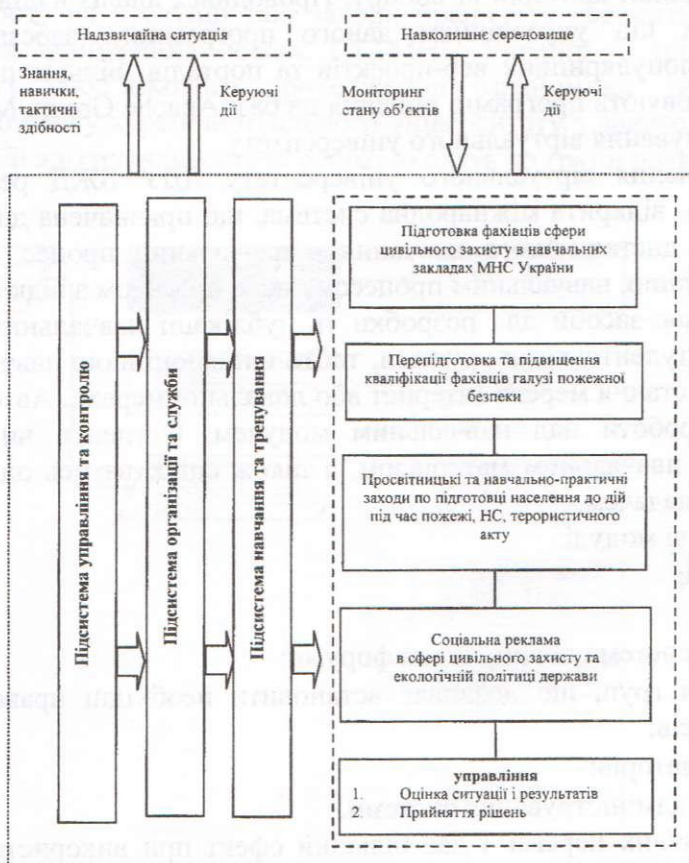 Надзвичайна ситуація
Навколишнє середовище
Знання,
навички,
тактичні
здібності
Керуючі
дії
Моніторинг
стану об'єктів
Керуючі
дії
Підсистема управління та контролю
Підсистема організації та служби
Підсистема навчання та тренування
Підготовка фахівців сфери
цивільного захисту в навчальних
закладах МНС України
Перепідготовка та підвищення
кваліфікації фахівців галузі пожежної
безпеки
Просвітницькі та навчально-практичні
заходи по підготовці населення до дій
під час пожежі, НС, терористичного
акту
Соціальна реклама
в сфері цивільного захисту та
екологічній політиці держави
управління
1. Оцінка ситуації і результатів
2. Прийняття рішень